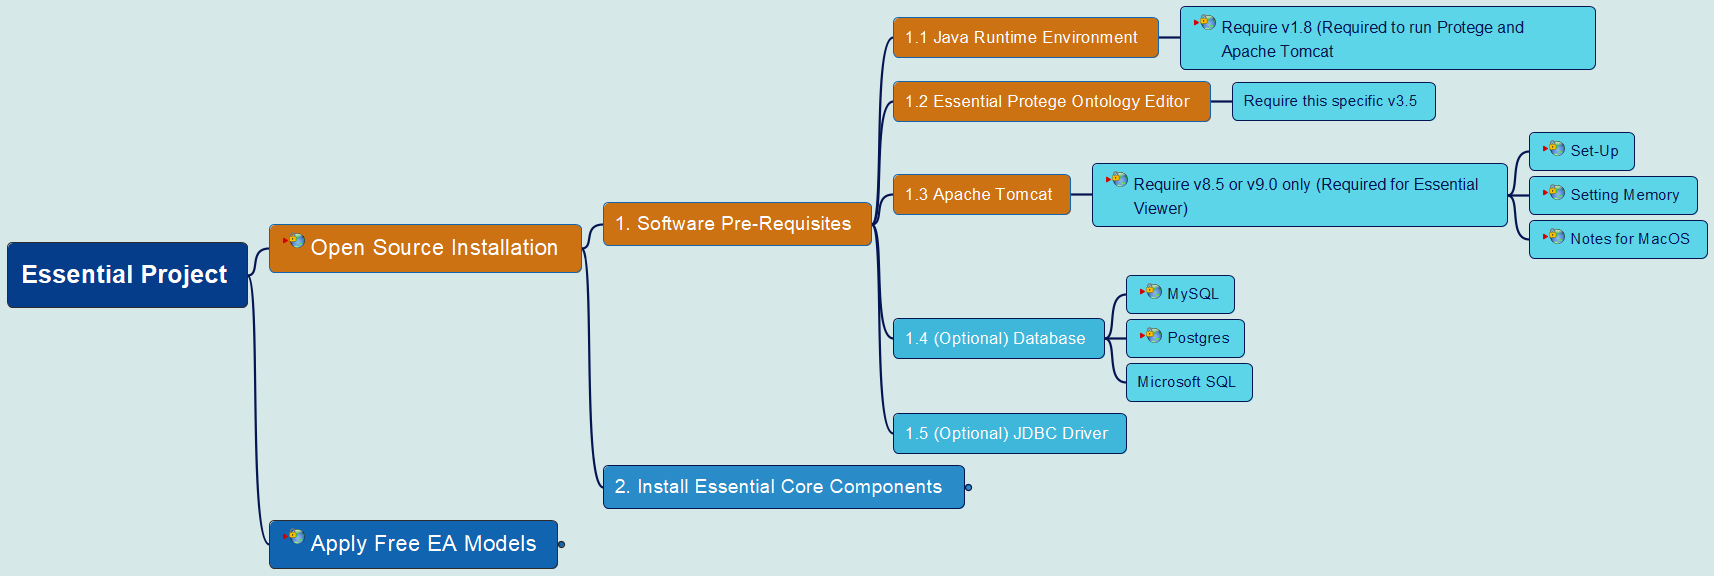 Essential Project
Open Source Installation
1. Software Pre-Requisites
1.1 Java Runtime Environment
Require v1.8 (Required to run Protege and
Apache Tomcat
1.2 Essential Protege Ontology Editor
Require this specific v3.5
1.3 Apache Tomcat
Require v8.5 or v9.0 only (Required for Essential
Viewer)
Set-Up
Setting Memory
Notes for MacOS
1.4 (Optional) Database
MySQL
Postgres
Microsoft SQL
1.5 (Optional) JDBC Driver
2. Install Essential Core Components
Apply Free EA Models